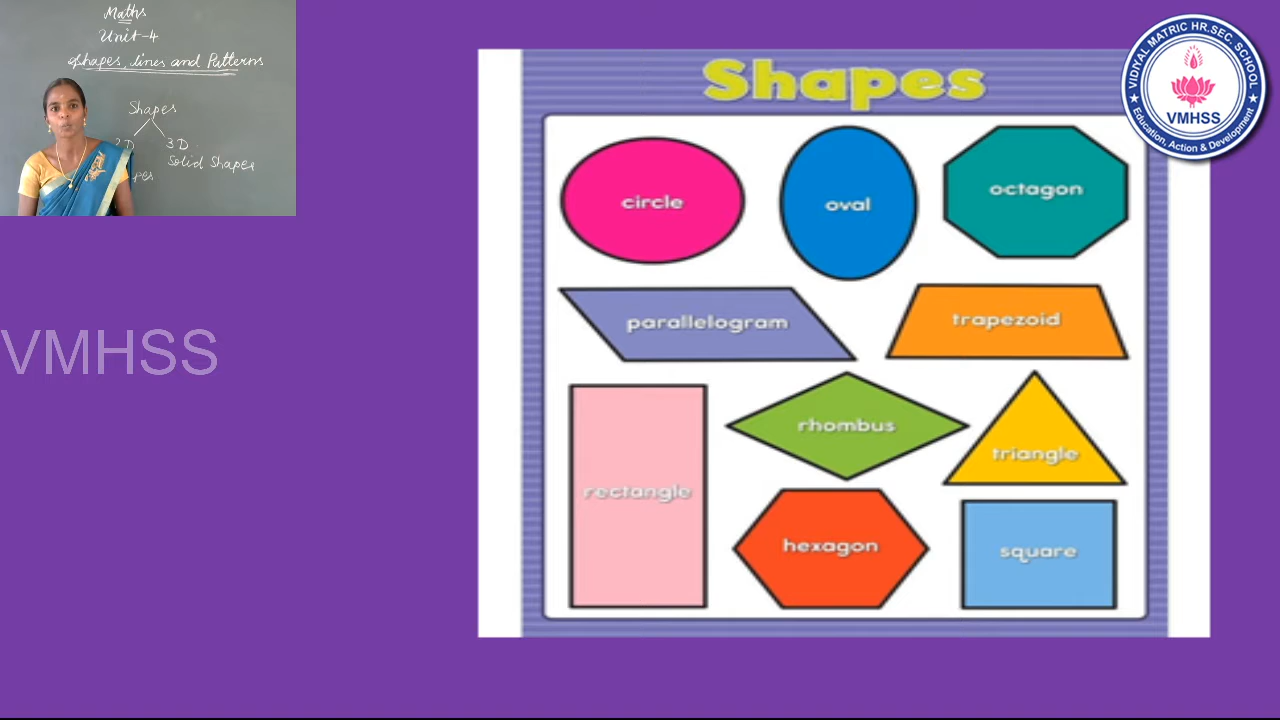 Maths
Unit-4
Shapes, lines and Patterns
Shapes
2D 3D
Solid Shapes
VMHSS
Shapes
circle
oval
octagon
parallelogram
trapezoid
rhombus
triangle
rectangle
hexagon
square
VIDIYAL MATRIC HR.SEC. SCHOOL
VMHSS
Education, Action & Development